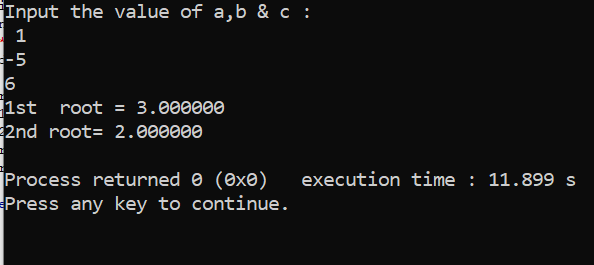 Input the value of a,b & c :
1
-5
6
1st  root = 3.000000
2nd root= 2.000000
Process returned 0 (0x0)   execution time : 11.899 s
Press any key to continue.